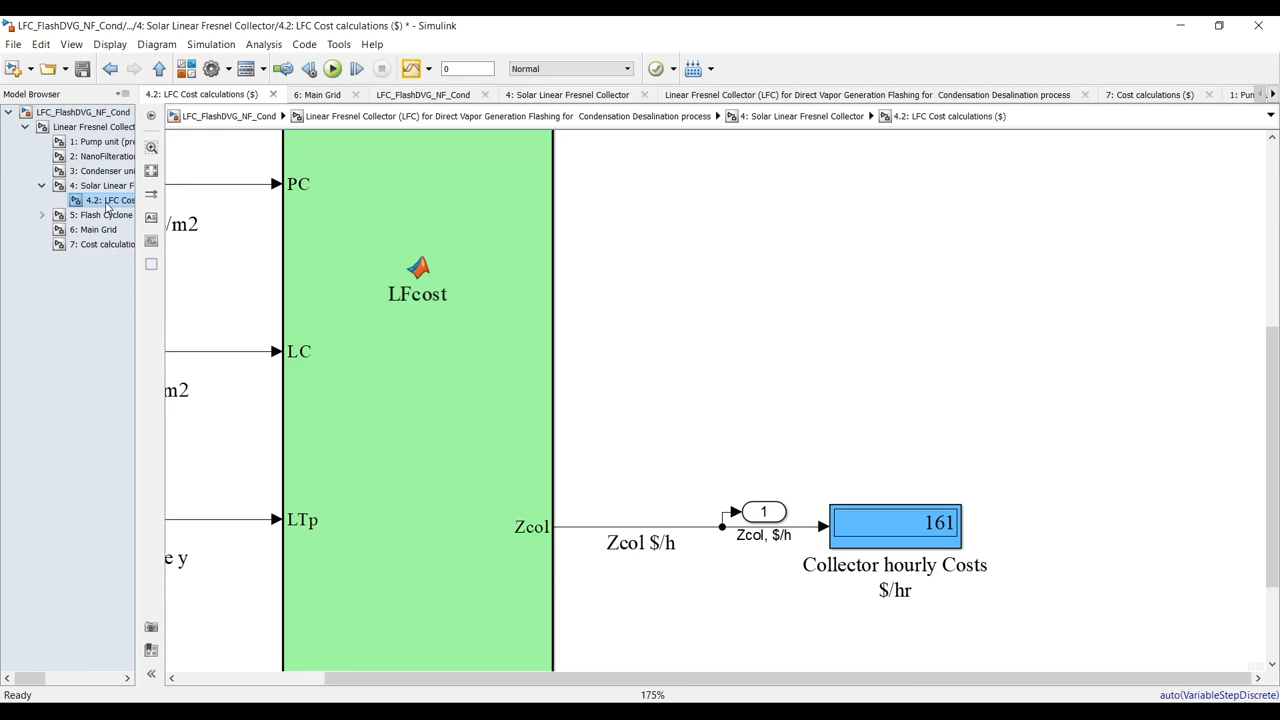 LFC_FlashDVG_NF_Cond/.../4: Solar Linear Fresnel Collector/4.2: LFC Cost calculations ($) * - Simulink
File Edit View Display Diagram Simulation Analysis Code Tools Help
0 Normal
Model Browser
4.2: LFC Cost calculations ($) 6: Main Grid LFC_FlashDVG_NF_Cond 4: Solar Linear Fresnel Collector Linear Fresnel Collector (LFC) for Direct Vapor Generation Flashing for Condensation Desalination process 7: Cost calculations ($) 1: Pun
LFC_FlashDVG_NF_Cond Linear Fresnel Collector (LFC) for Direct Vapor Generation Flashing for Condensation Desalination process 4: Solar Linear Fresnel Collector 4.2: LFC Cost calculations ($)
LFC_FlashDVG_NF_Cond
Linear Fresnel Collect
1: Pump unit (pre
2: NanoFilteratio
3: Condenser uni
4: Solar Linear F
4.2: LFC Cos
5: Flash Cyclone
6: Main Grid
7: Cost calculatio
PC
/m2
LFcost
LC
m2
LTp
e y
Zcol
Zcol $/h
1
Zcol, $/h
161
Collector hourly Costs
$/hr
Ready
175%
auto(VariableStepDiscrete)